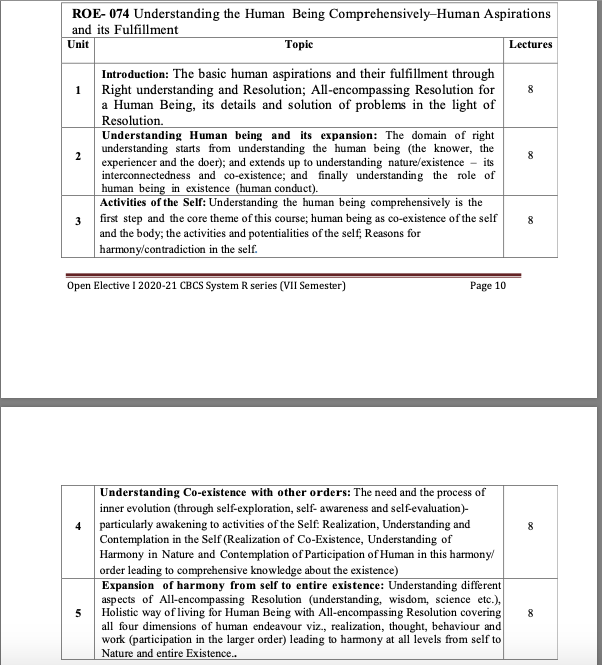 ROE- 074 Understanding the Human Being Comprehensively–Human Aspirations
and its Fulfillment
Unit Topic Lectures
1
Introduction: The basic human aspirations and their fulfillment through
Right understanding and Resolution; All-encompassing Resolution for
a Human Being, its details and solution of problems in the light of
Resolution.
8
2
Understanding Human being and its expansion: The domain of right
understanding starts from understanding the human being (the knower, the
experiencer and the doer); and extends up to understanding nature/existence – its
interconnectedness and co-existence; and finally understanding the role of
human being in existence (human conduct).
8
3
Activities of the Self: Understanding the human being comprehensively is the
first step and the core theme of this course; human being as co-existence of the self
and the body; the activities and potentialities of the self; Reasons for
harmony/contradiction in the self.
8
Open Elective I 2020-21 CBCS System R series (VII Semester) Page 10
4
Understanding Co-existence with other orders: The need and the process of
inner evolution (through self-exploration, self- awareness and self-evaluation)-
particularly awakening to activities of the Self: Realization, Understanding and
Contemplation in the Self (Realization of Co-Existence, Understanding of
Harmony in Nature and Contemplation of Participation of Human in this harmony/
order leading to comprehensive knowledge about the existence)
8
5
Expansion of harmony from self to entire existence: Understanding different
aspects of All-encompassing Resolution (understanding, wisdom, science etc.),
Holistic way of living for Human Being with All-encompassing Resolution covering
all four dimensions of human endeavour viz., realization, thought, behaviour and
work (participation in the larger order) leading to harmony at all levels from self to
Nature and entire Existence..
8